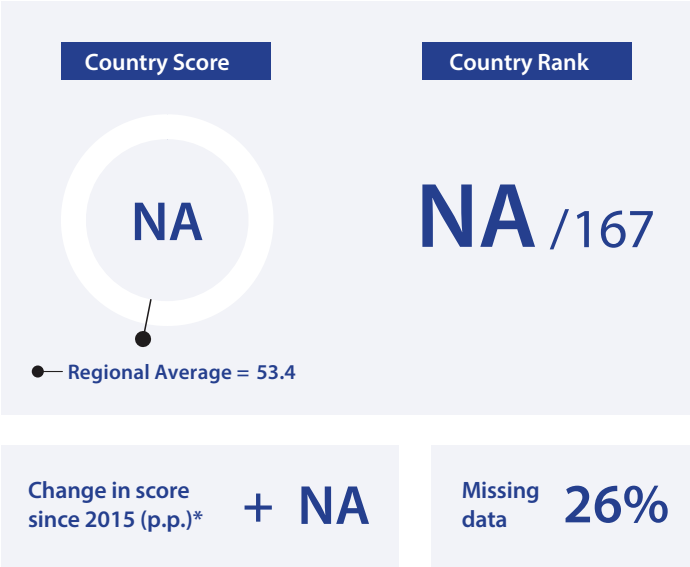 Country Score
Country Rank
NA
NA /167
Regional Average = 53.4
Change in score
since 2015 (p.p.)*
+ NA
Missing
data
26%